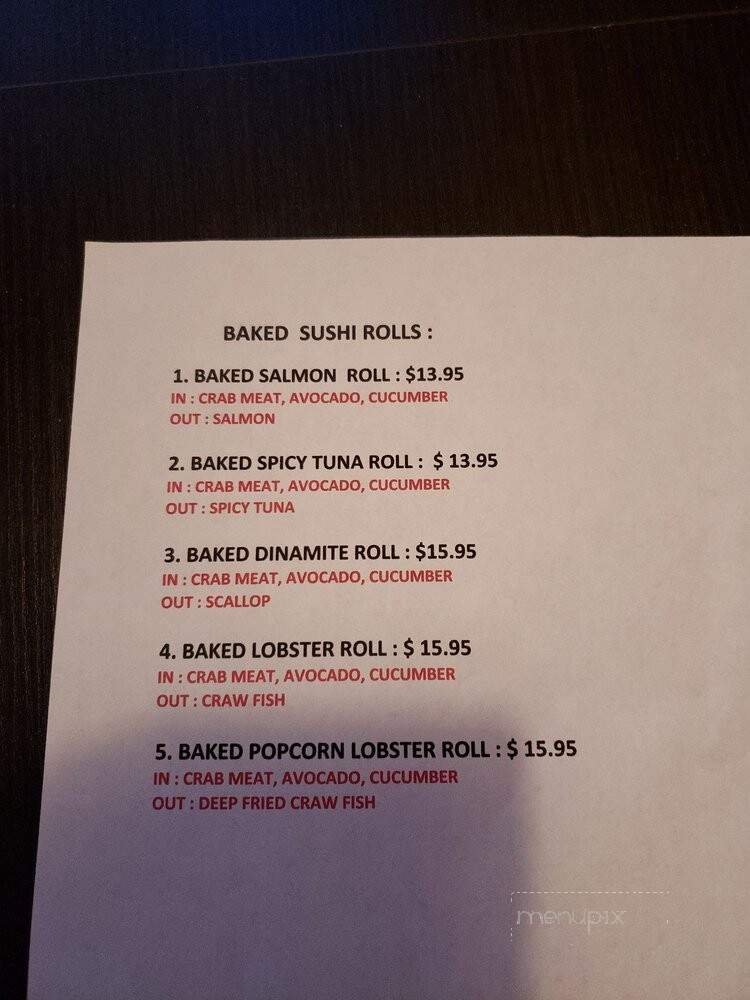 BAKED SUSHI ROLLS :
1. BAKED SALMON ROLL : $13.95
IN : CRAB MEAT, AVOCADO, CUCUMBER
OUT : SALMON
2. BAKED SPICY TUNA ROLL : $ 13.95
IN : CRAB MEAT, AVOCADO, CUCUMBER
OUT : SPICY TUNA
3. BAKED DINAMITE ROLL : $15.95
IN : CRAB MEAT, AVOCADO, CUCUMBER
OUT : SCALLOP
4. BAKED LOBSTER ROLL : $ 15.95
IN : CRAB MEAT, AVOCADO, CUCUMBER
OUT : CRAW FISH
5. BAKED POPCORN LOBSTER ROLL : $ 15.95
IN : CRAB MEAT, AVOCADO, CUCUMBER
OUT : DEEP FRIED CRAW FISH
menupix